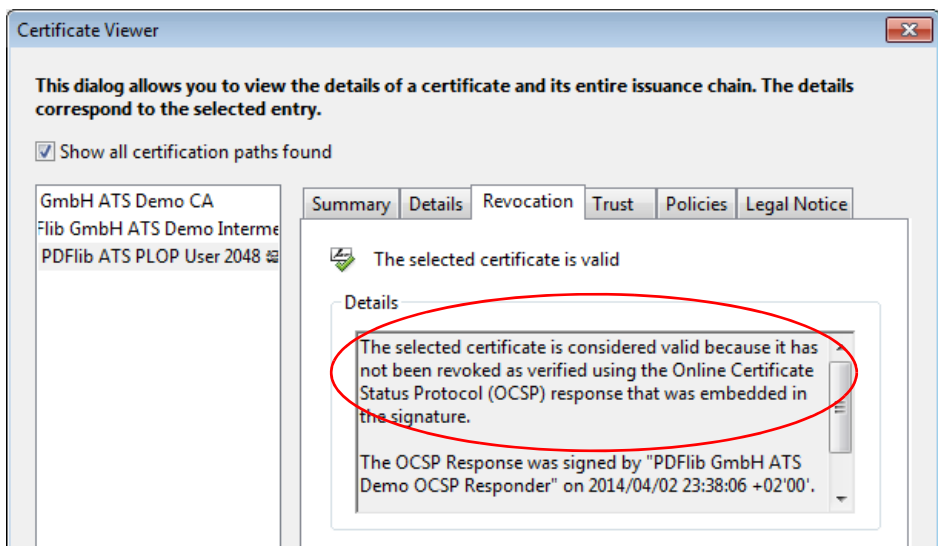 Certificate Viewer
This dialog allows you to view the details of a certificate and its entire issuance chain. The details
correspond to the selected entry.
Show all certification paths found
GmbH ATS Demo CA
Flib GmbH ATS Demo Interme
PDFlib ATS PLOP User 2048
Summary Details Revocation Trust Policies Legal Notice
The selected certificate is valid
Details
The selected certificate is considered valid because it has
not been revoked as verified using the Online Certificate
Status Protocol (OCSP) response that was embedded in
the signature.
The OCSP Response was signed by "PDFlib GmbH ATS
Demo OCSP Responder" on 2014/04/02 23:38:06 +02'00'.